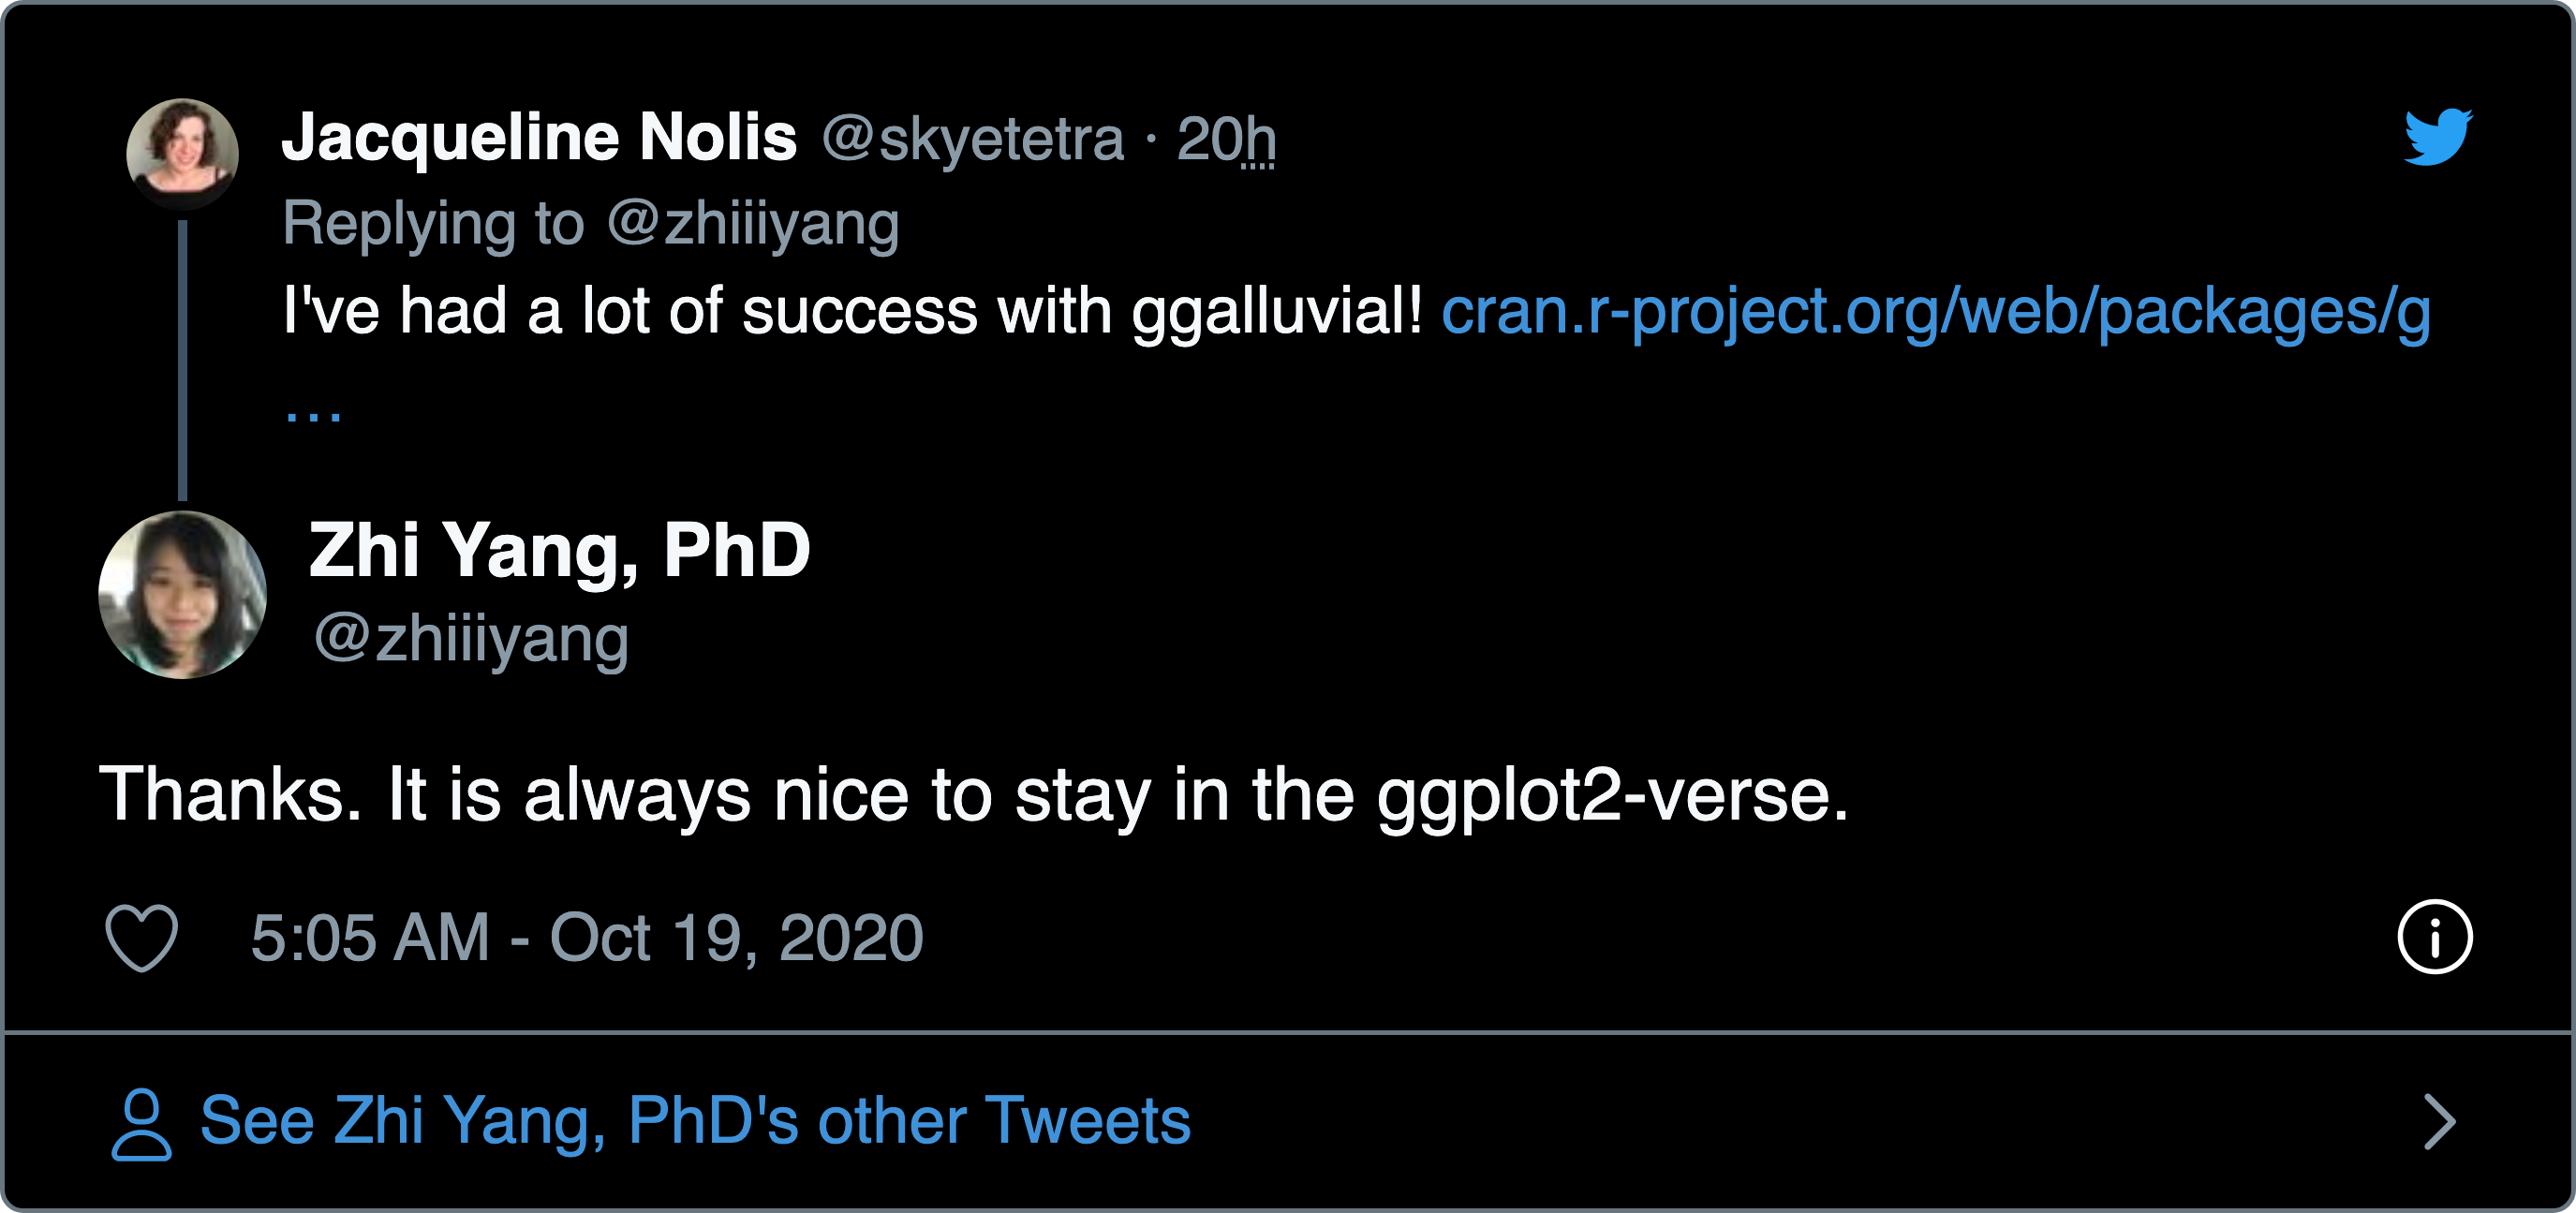 Jacqueline Nolis @skyetetra · 20h
Replying to @zhiiiyang
I've had a lot of success with ggalluvial! cran.r-project.org/web/packages/g
…
Zhi Yang, PhD
@zhiiiyang
Thanks. It is always nice to stay in the ggplot2-verse.
5:05 AM - Oct 19, 2020
See Zhi Yang, PhD's other Tweets